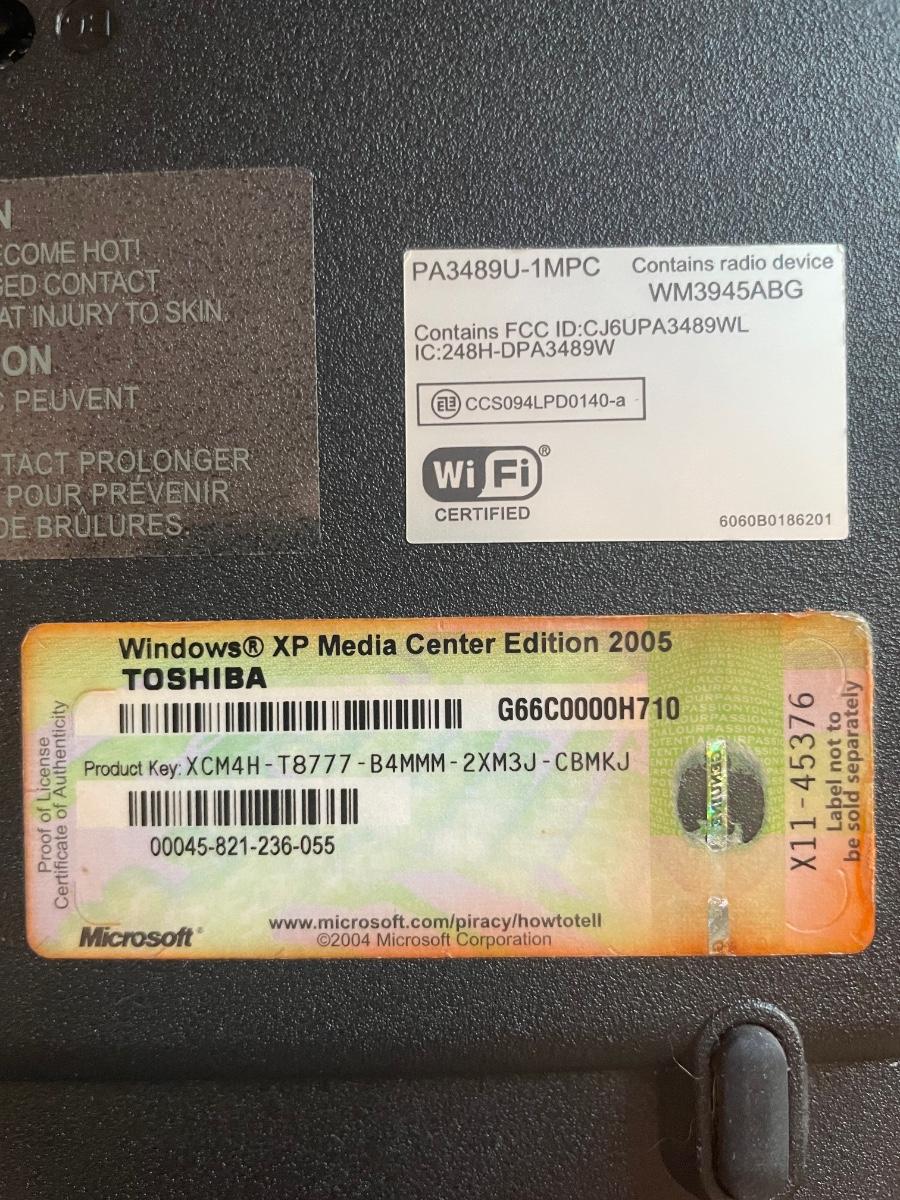 N
ECOME HOT!
GED CONTACT
AT INJURY TO SKIN.
ON
C PEUVENT
TACT PROLONGER
POUR PRÉVENIR
DE BRÛLURES.
PA3489U-1MPC Contains radio device
WM3945ABG
Contains FCC ID:CJ6UPA3489WL
IC:248H-DPA3489W
CCS094LPD0140-a
Wi Fi®
CERTIFIED
6060B0186201
Windows® XP Media Center Edition 2005
TOSHIBA
G66C0000H710
Product Key: XCM4H-T8777-B4MMM-2XM3J-CBMKJ
00045-821-236-055
www.microsoft.com/piracy/howtotell
©2004 Microsoft Corporation
Microsoft®
Proof of License
Certificate of Authenticity
GENUINE
X11-45376
Label not to
be sold separately